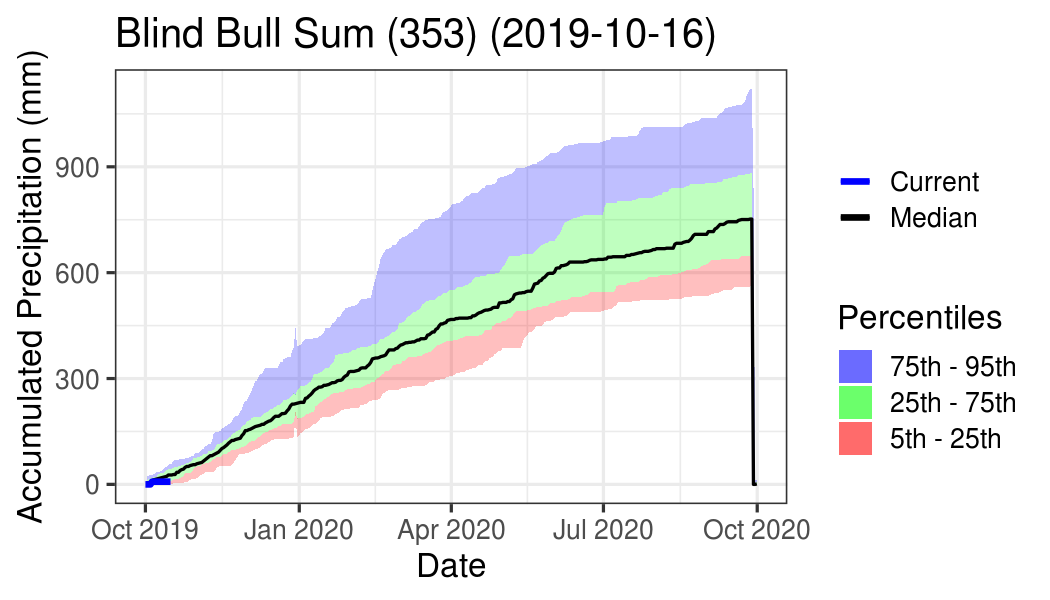 Blind Bull Sum (353) (2019-10-16)
Accumulated Precipitation (mm)
900
600
300
0
Oct 2019
Jan 2020
Apr 2020
Jul 2020
Oct 2020
Date
Current
Median
Percentiles
75th - 95th
25th - 75th
5th - 25th